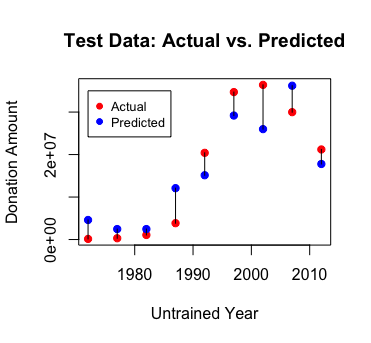 Test Data: Actual vs. Predicted
Actual
Predicted
Donation Amount
2e+07
0e+00
1980 1990 2000 2010
Untrained Year